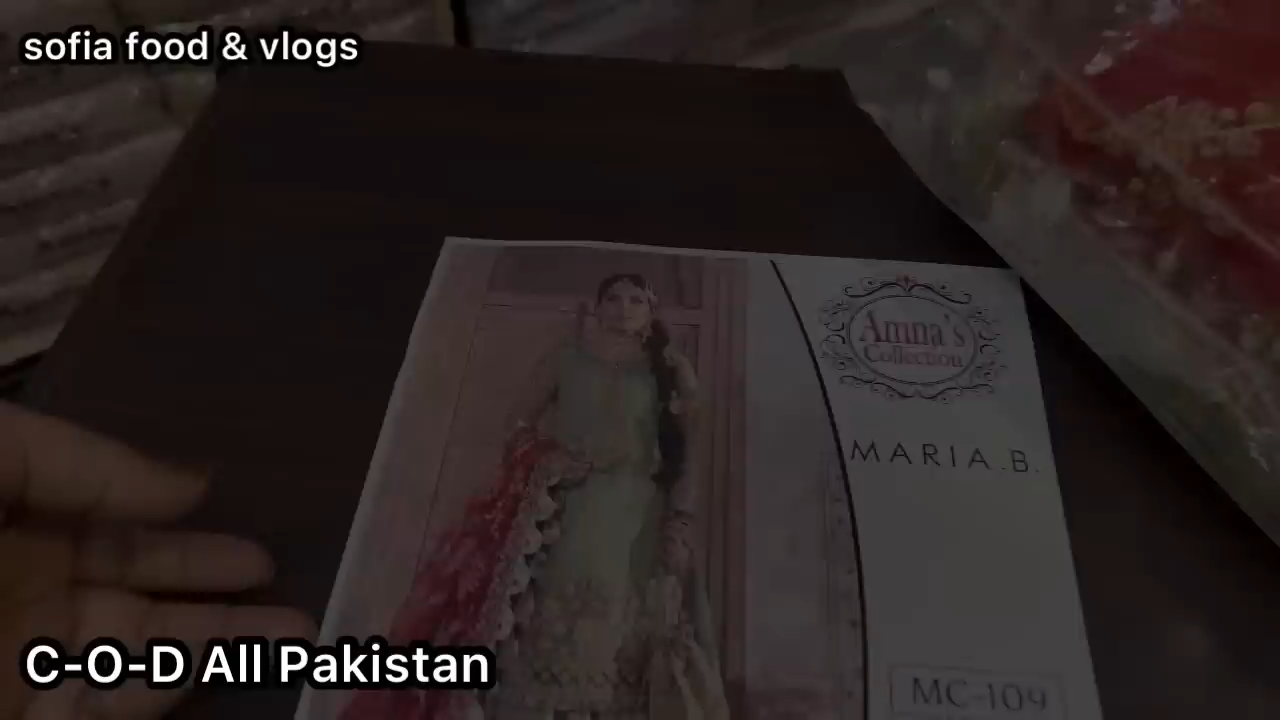 sofia food & vlogs
Amna's
Collection
MARIA.B.
MC-109
C-O-D All Pakistan